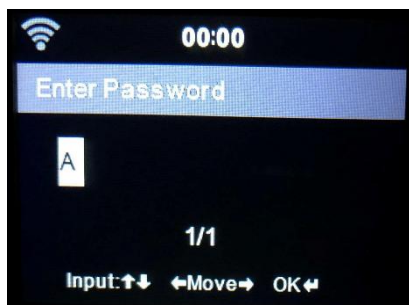 00:00
Enter Password
A
1/1
Input:⬆⬇ ⬅Move➡ OK↵